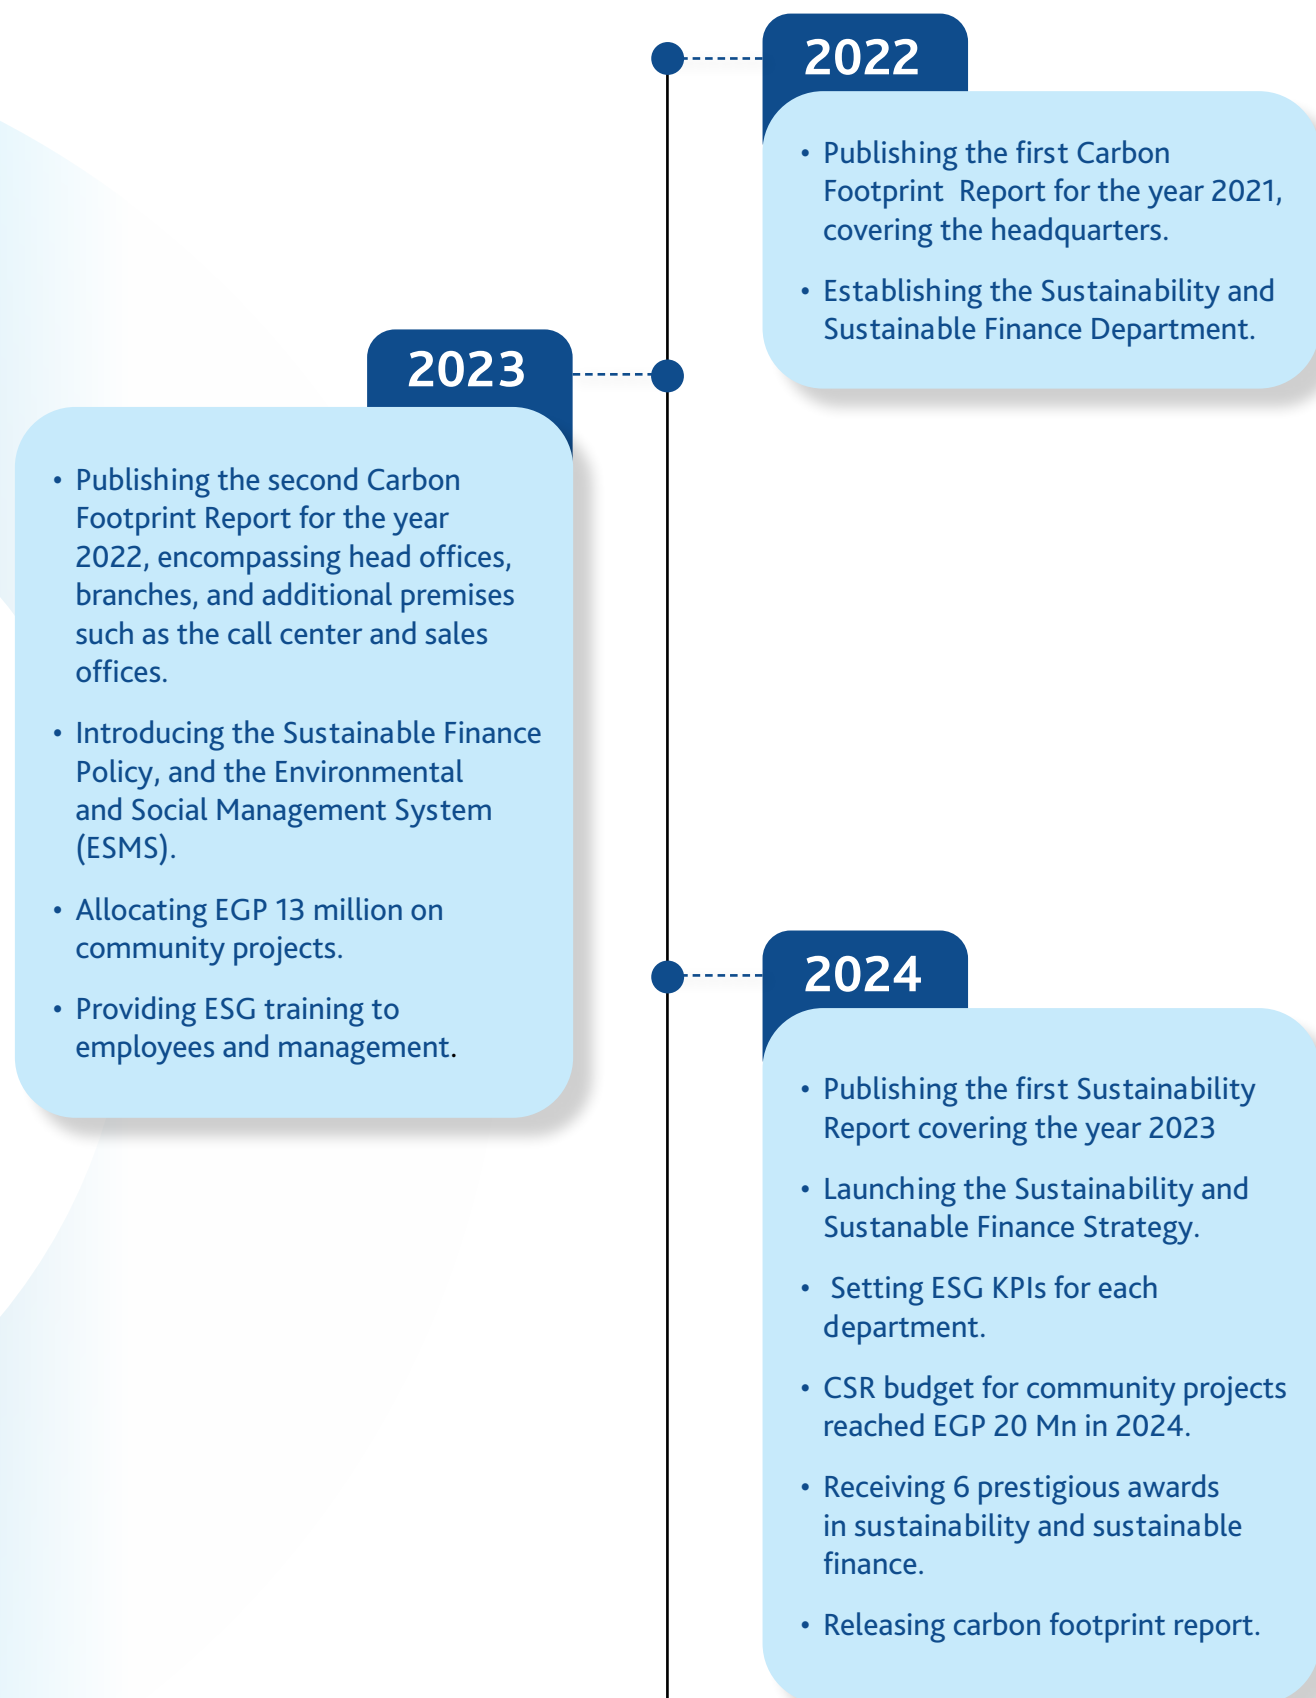 2022
• Publishing the first Carbon
Footprint Report for the year 2021,
covering the headquarters.
• Establishing the Sustainability and
Sustainable Finance Department.
2023
• Publishing the second Carbon
Footprint Report for the year
2022, encompassing head offices,
branches, and additional premises
such as the call center and sales
offices.
• Introducing the Sustainable Finance
Policy, and the Environmental
and Social Management System
(ESMS).
• Allocating EGP 13 million on
community projects.
• Providing ESG training to
employees and management.
2024
• Publishing the first Sustainability
Report covering the year 2023
• Launching the Sustainability and
Sustanable Finance Strategy.
• Setting ESG KPIs for each
department.
• CSR budget for community projects
reached EGP 20 Mn in 2024.
• Receiving 6 prestigious awards
in sustainability and sustainable
finance.
• Releasing carbon footprint report.